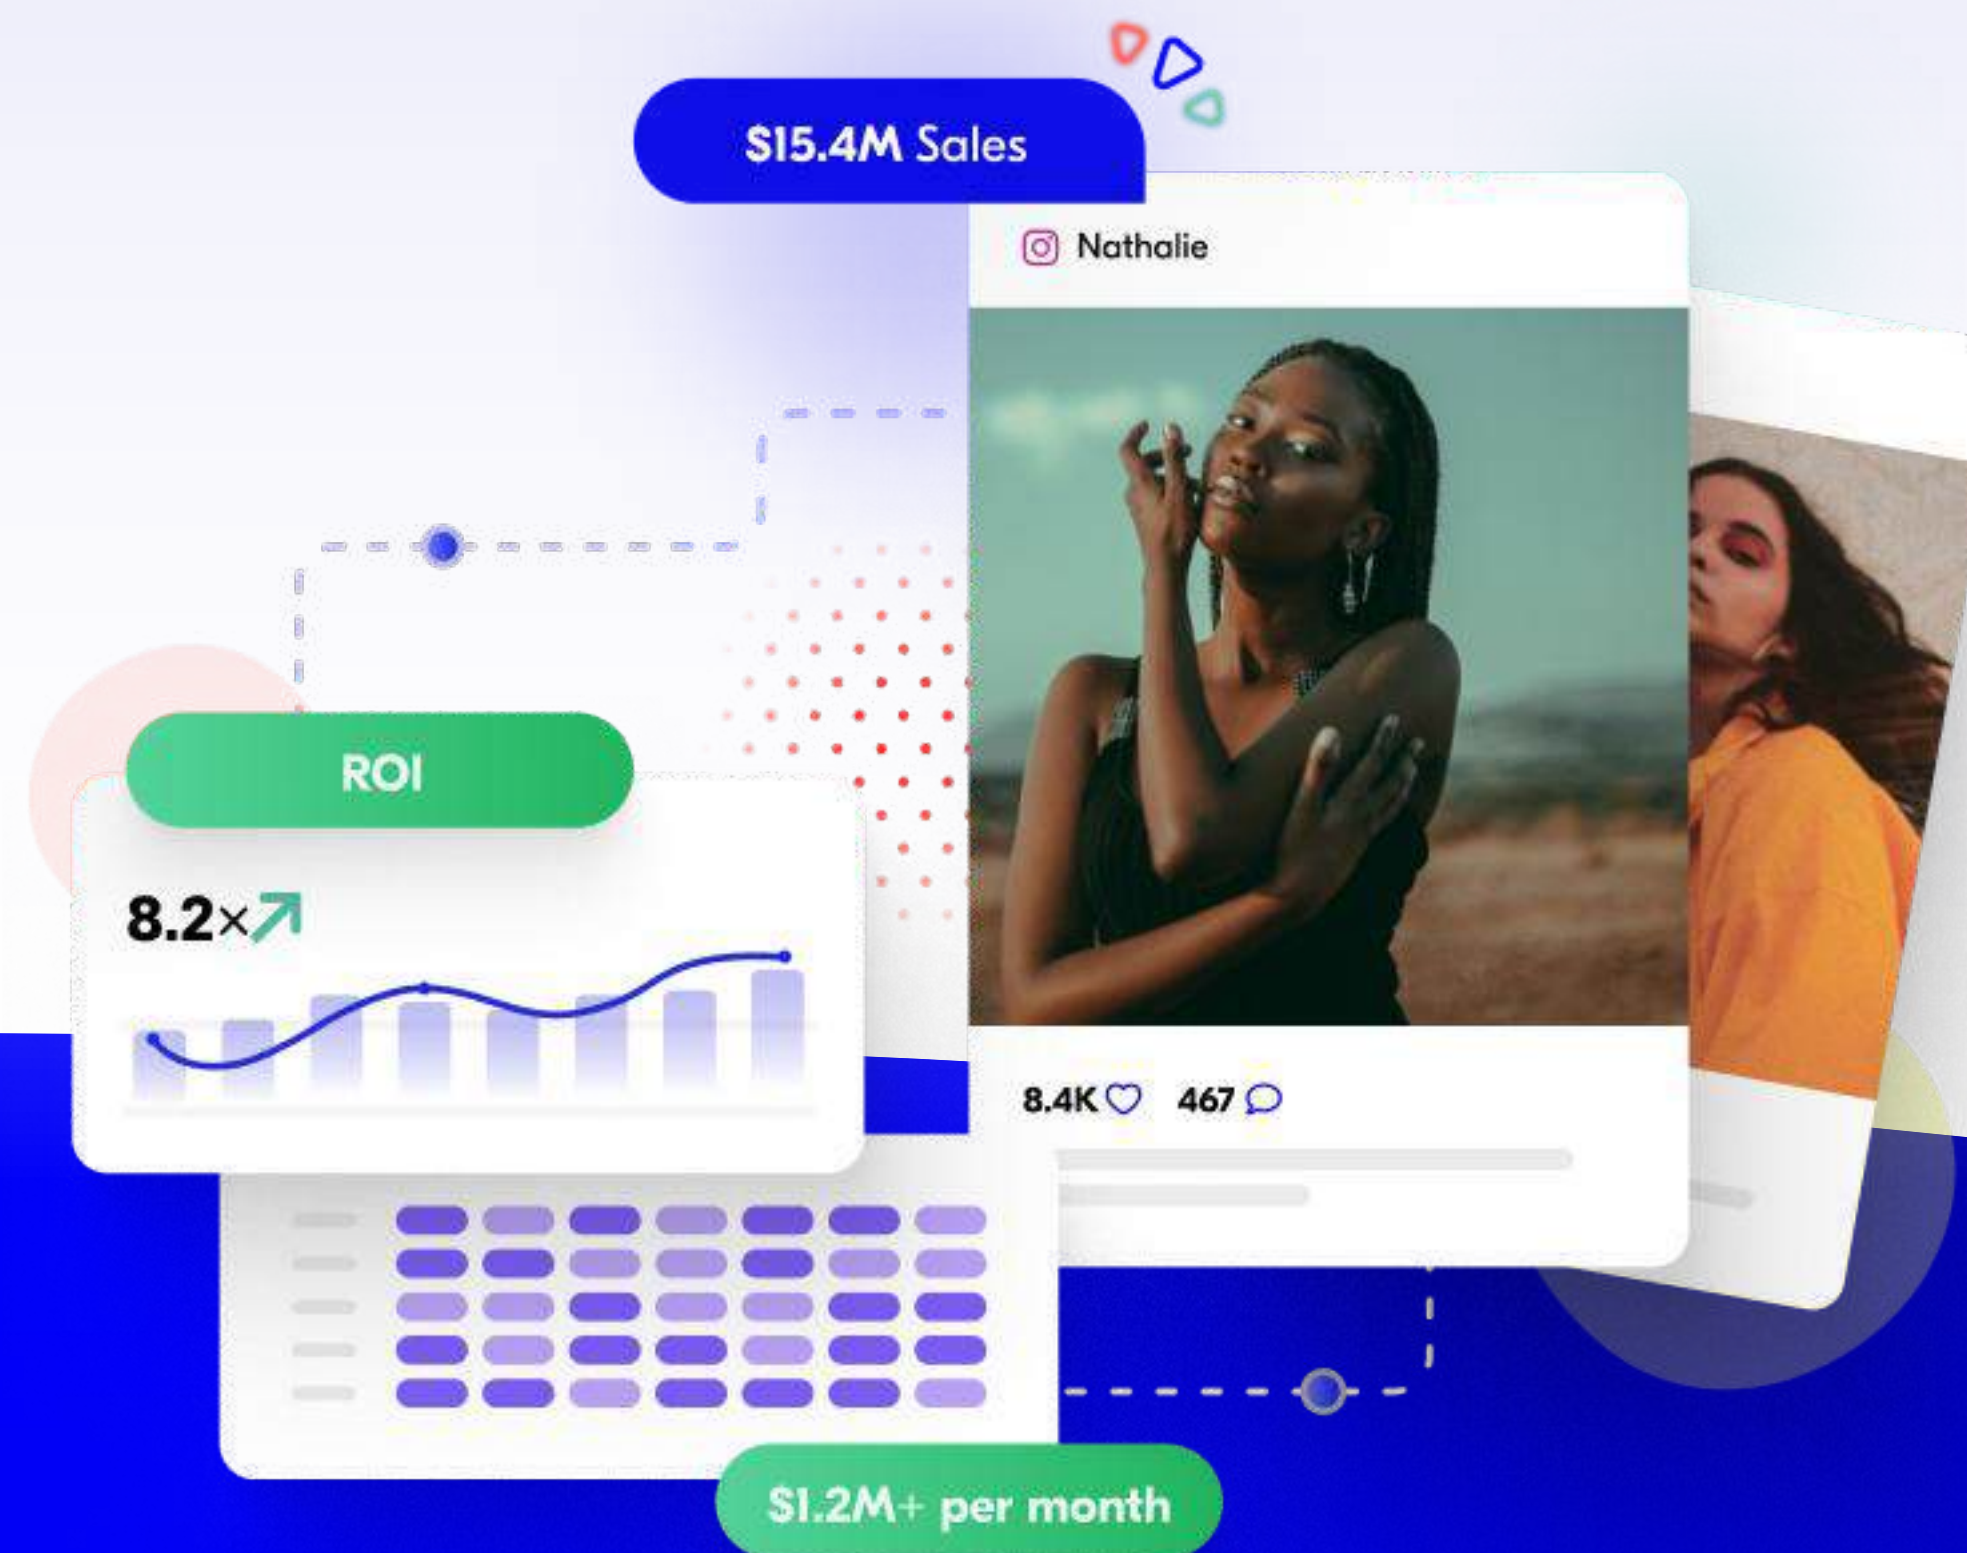 $15.4M Sales
Nathalie
ROI
8.2×
8.4K
467
$1.2M+ per month